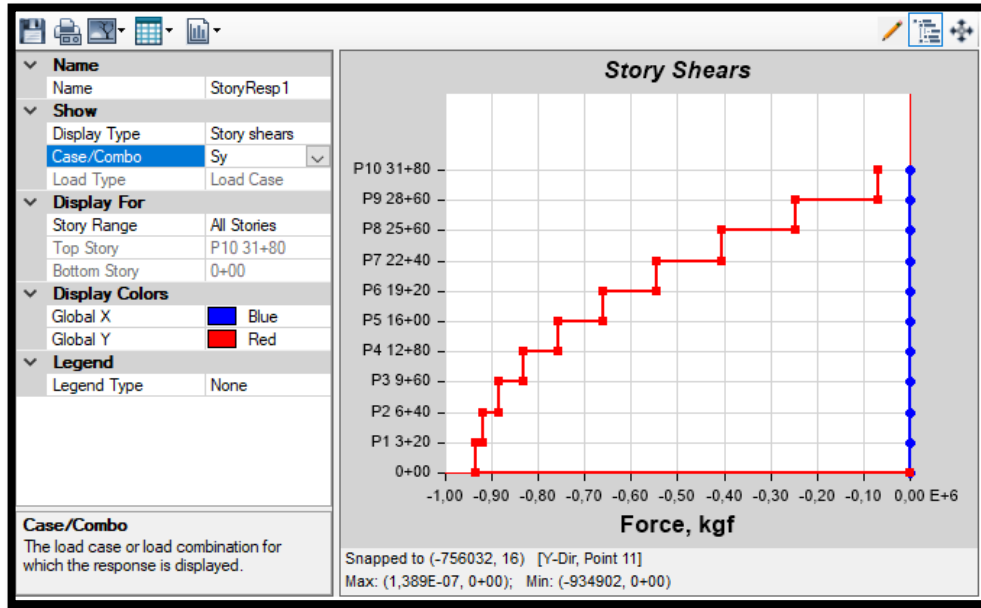 Name
Name StoryResp1
Show
Display Type Story shears
Case/Combo Sy
Load Type Load Case
Display For
Story Range All Stories
Top Story P10 31+80
Bottom Story 0+00
Display Colors
Global X Blue
Global Y Red
Legend
Legend Type None
Case/Combo
The load case or load combination for
which the response is displayed.
Story Shears
P10 31+80
P9 28+60
P8 25+60
P7 22+40
P6 19+20
P5 16+00
P4 12+80
P3 9+60
P2 6+40
P1 3+20
0+00
-1,00 -0,90 -0,80 -0,70 -0,60 -0,50 -0,40 -0,30 -0,20 -0,10 0,00 E+6
Force, kgf
Snapped to (-756032, 16) [Y-Dir, Point 11]
Max: (1,389E-07, 0+00); Min: (-934902, 0+00)